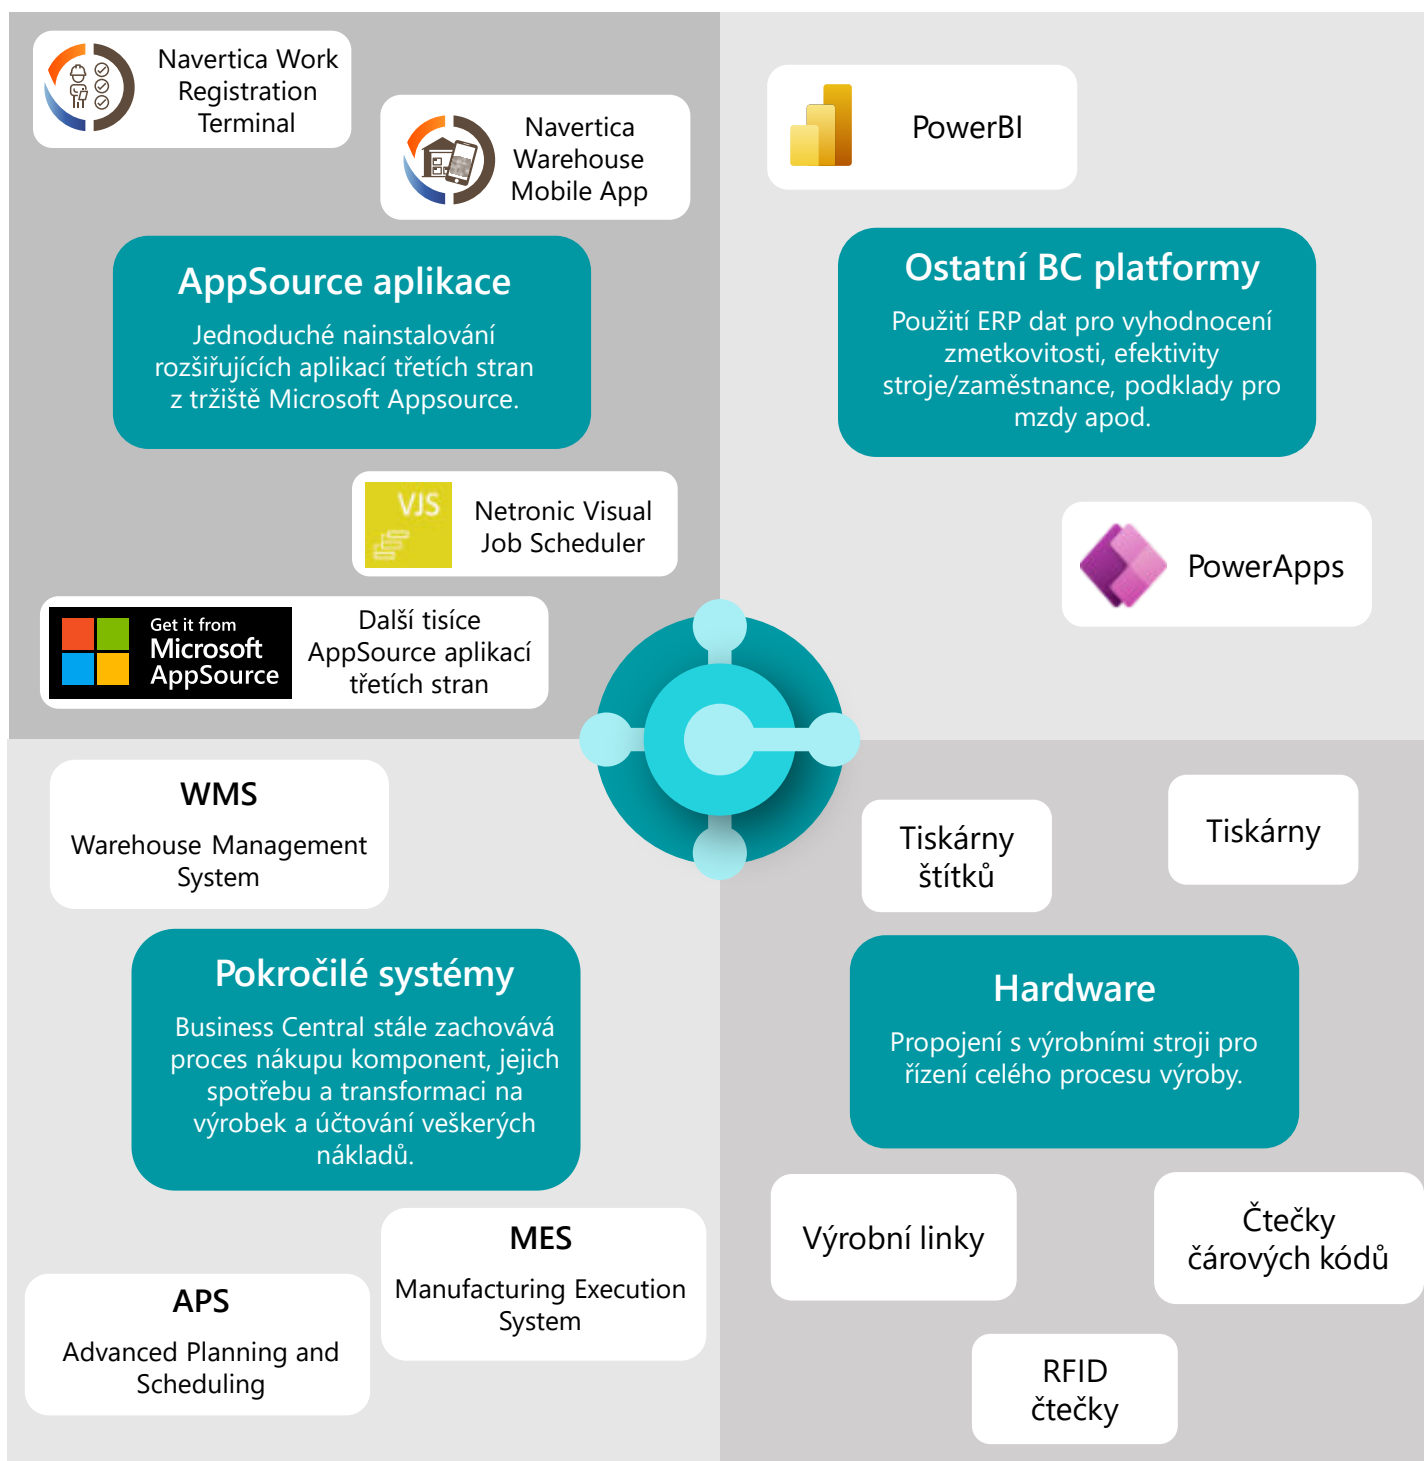 Navertica Work
Registration
Terminal
Navertica
Warehouse
Mobile App
AppSource aplikace
Jednoduché nainstalování
rozšiřujících aplikací třetích stran
z tržiště Microsoft Appsource.
VJS
Netronic Visual
Job Scheduler
Get it from
Microsoft
AppSource
Další tisíce
AppSource aplikací
třetích stran
PowerBI
Ostatní BC platformy
Použití ERP dat pro vyhodnocení
zmetkovitosti, efektivity
stroje/zaměstnance, podklady pro
mzdy apod.
PowerApps
WMS
Warehouse Management
System
Pokročilé systémy
Business Central stále zachovává
proces nákupu komponent, jejich
spotřebu a transformaci na
výrobek a účtování veškerých
nákladů.
MES
Manufacturing Execution
System
APS
Advanced Planning and
Scheduling
Tiskárny
štítků
Tiskárny
Hardware
Propojení s výrobními stroji pro
řízení celého procesu výroby.
Výrobní linky
Čtečky
čárových kódů
RFID
čtečky